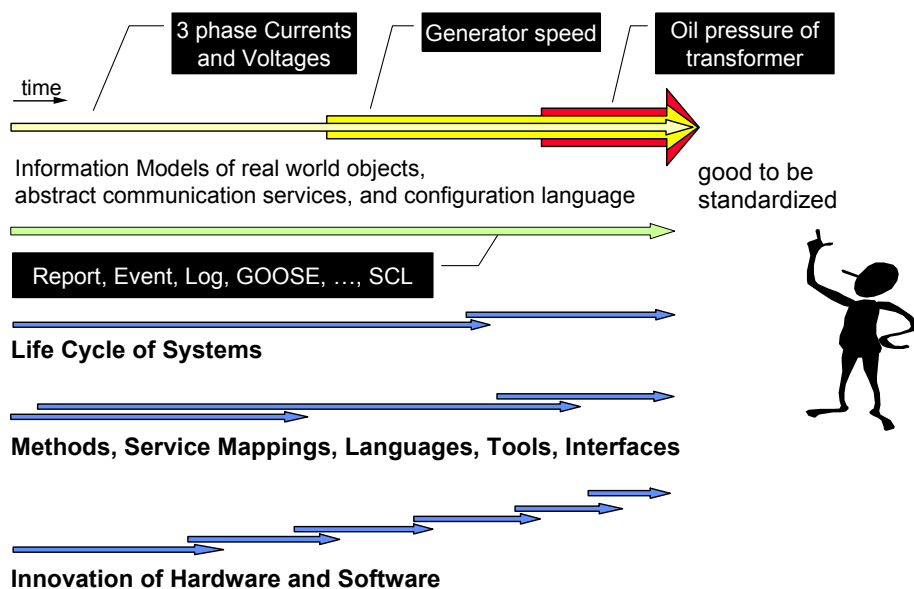 3 phase Currents
and Voltages
Generator speed
Oil pressure of
transformer
time
Information Models of real world objects,
abstract communication services, and configuration language
good to be
standardized
Report, Event, Log, GOOSE, …, SCL
Life Cycle of Systems
Methods, Service Mappings, Languages, Tools, Interfaces
Innovation of Hardware and Software